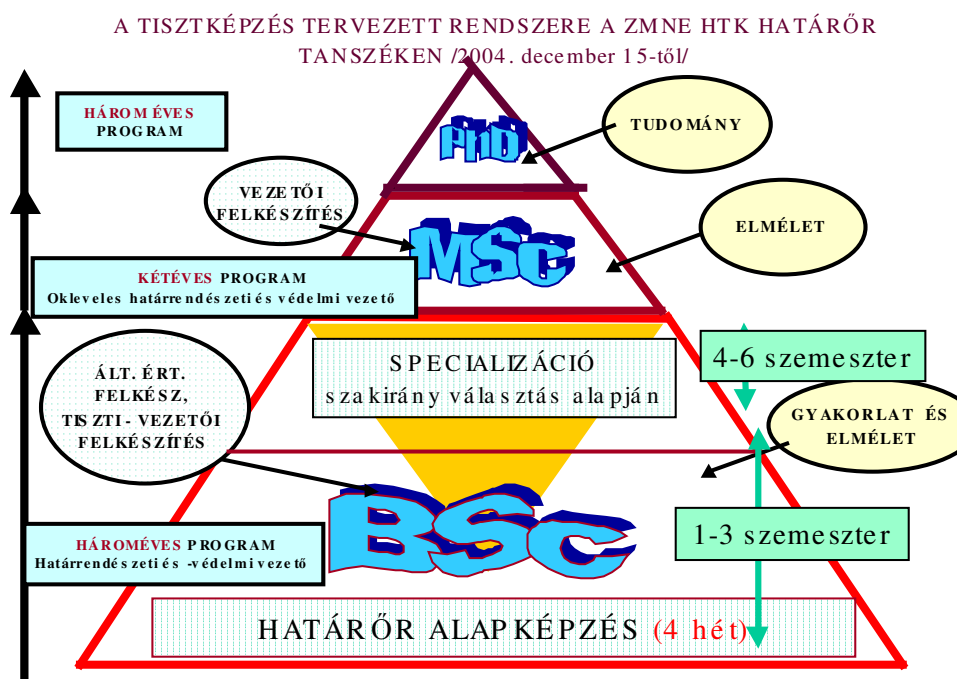 A TISZTKÉPZÉS TERVEZETT RENDSZERE A ZMNE HTK HATÁRŐR
TANSZÉKEN /2004. december 15-től/
HÁROM ÉVES
PROGRAM
PhD
TUDOMÁNY
VEZETŐI
FELKÉSZÍTÉS
MSc
ELMÉLET
KÉTÉVES PROGRAM
Okleveles határrendészeti és védelmi vezető
SPECIALIZÁCIÓ
szakirány választás alapján
4-6 szemeszter
ÁLT. ÉRT.
FELKÉSZ,
TISZTI - VEZETŐI
FELKÉSZÍTÉS
GYAKORLAT ÉS
ELMÉLET
BSc
1-3 szemeszter
HÁROMÉVES PROGRAM
Határrendészeti és -védelmi vezető
HATÁRŐR ALAPKÉPZÉS (4 hét)